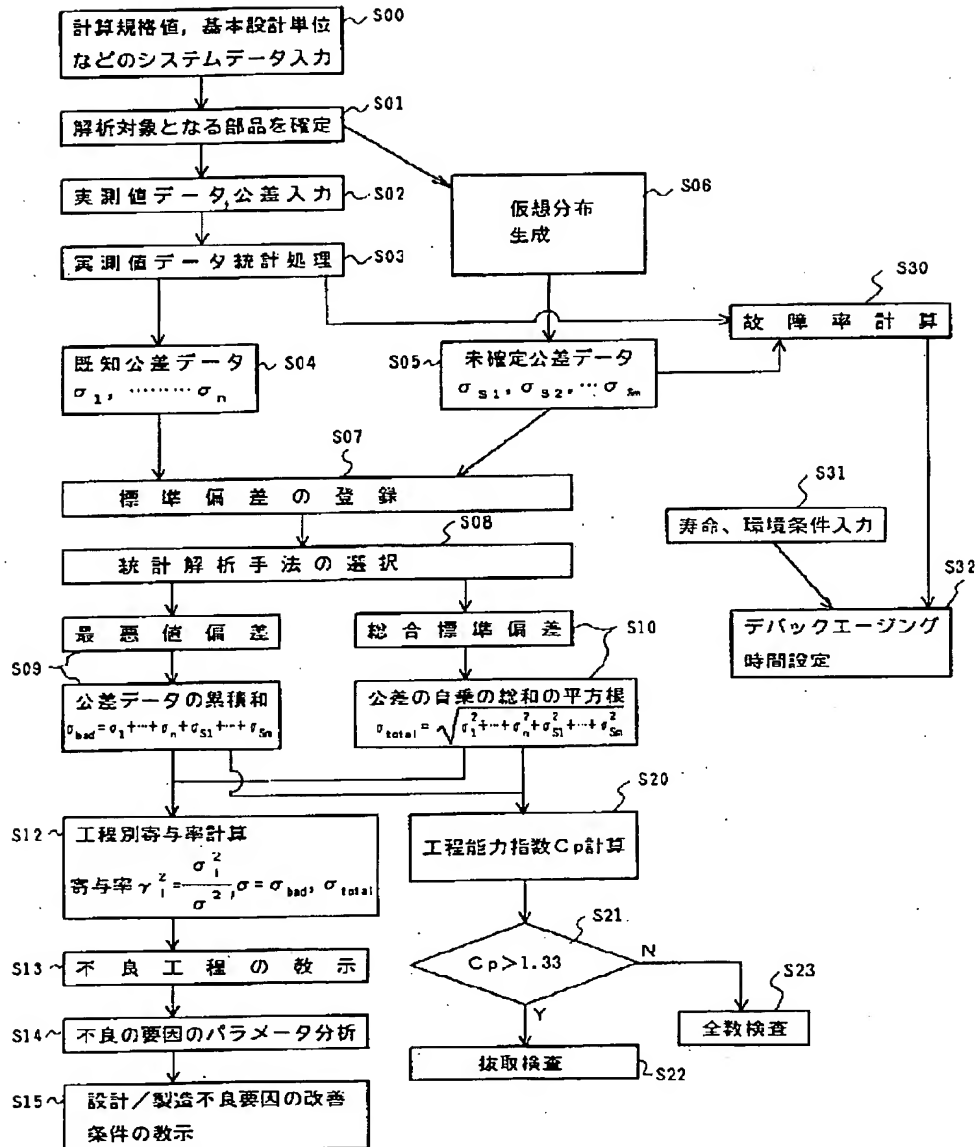 計算規格値,基本設計単位
などのシステムデータ入力
S00
解析対象となる部品を確定
S01
実測値データ,公差入力
S02
実測値データ統計処理
S03
仮想分布
生成
S06
故障率計算
S30
既知公差データ
σ1, ……… σn
S04
未確定公差データ
σS1, σS2, … σSm
S05
標準偏差の登録
S07
統計解析手法の選択
S08
寿命、環境条件入力
S31
デバックエージング
時間設定
S32
最悪値偏差
総合標準偏差
S10
S09
公差データの累積和
σbad=σ1+…+σn+σS1+…+σSm
公差の自乗の総和の平方根
σtotal=√σ1²+…+σn²+σS1²+…+σSm²
S12
工程別寄与率計算
寄与率 γ1²=σ1²/σ², σ=σbad, σtotal
S20
工程能力指数Cp計算
S21
Cp>1.33
N
Y
S13
不良工程の教示
S23
全数検査
S14
不良の要因のパラメータ分析
抜取検査
S22
S15
設計/製造不良要因の改善
条件の教示